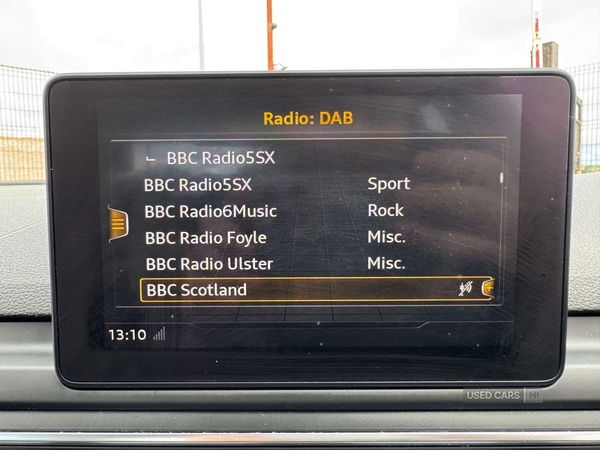 Radio: DAB
BBC Radio5SX
BBC Radio5SX Sport
BBC Radio6Music Rock
BBC Radio Foyle Misc.
BBC Radio Ulster Misc.
BBC Scotland
13:10
USED CARS NI